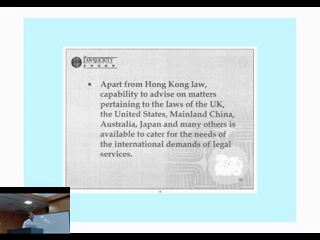 LAW SOCIETY
▪ Apart from Hong Kong law,
capability to advise on matters
pertaining to the laws of the UK,
the United States, Mainland China,
Australia, Japan and many others is
available to cater for the needs of
the international demands of legal
services.